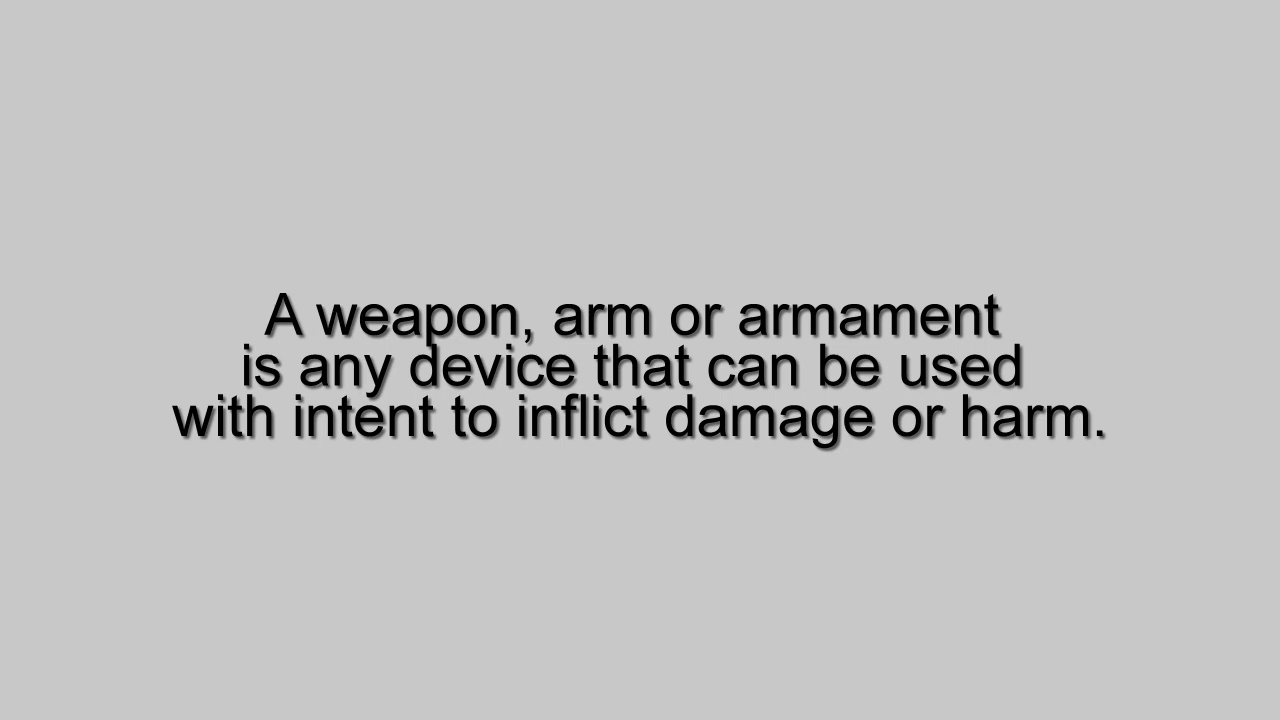 A weapon, arm or armament
is any device that can be used
with intent to inflict damage or harm.